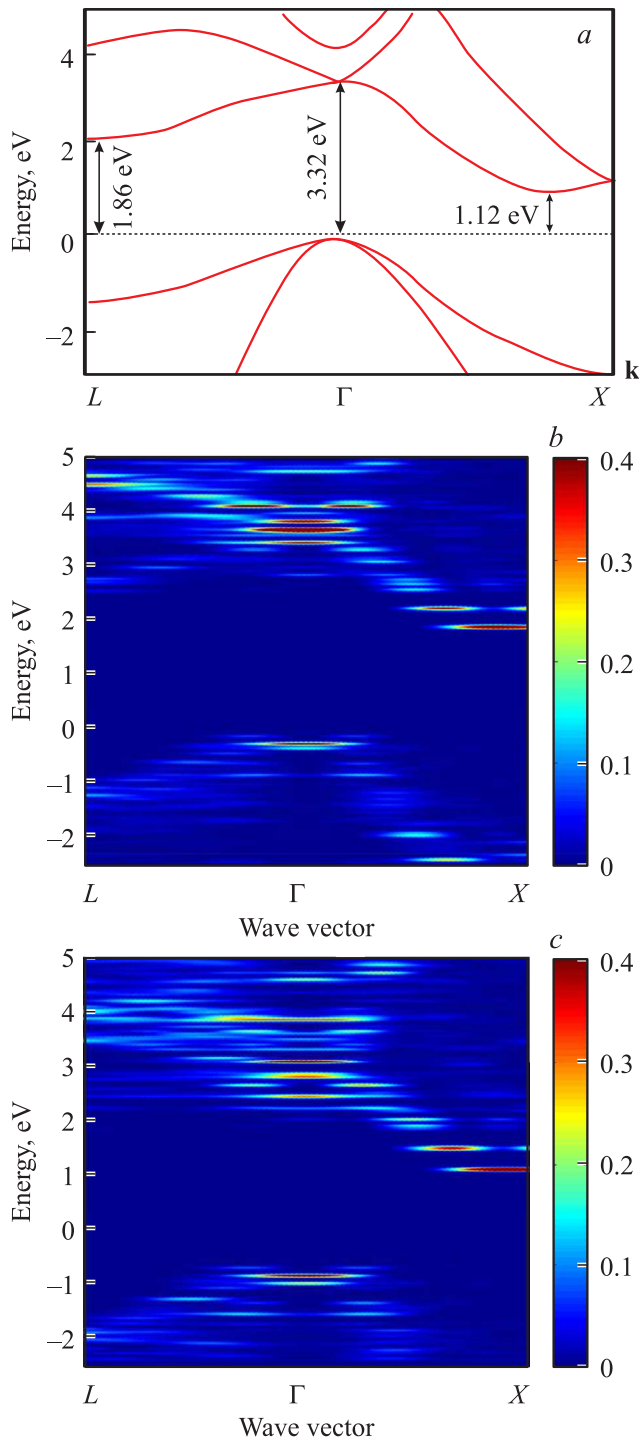 a
4
2
0
−2
Energy, eV
1.86 eV
3.32 eV
1.12 eV
L
Γ
X
k
b
5
4
3
2
1
0
−1
−2
Energy, eV
0.4
0.3
0.2
0.1
0
L
Γ
X
Wave vector
c
5
4
3
2
1
0
−1
−2
Energy, eV
0.4
0.3
0.2
0.1
0
L
Γ
X
Wave vector